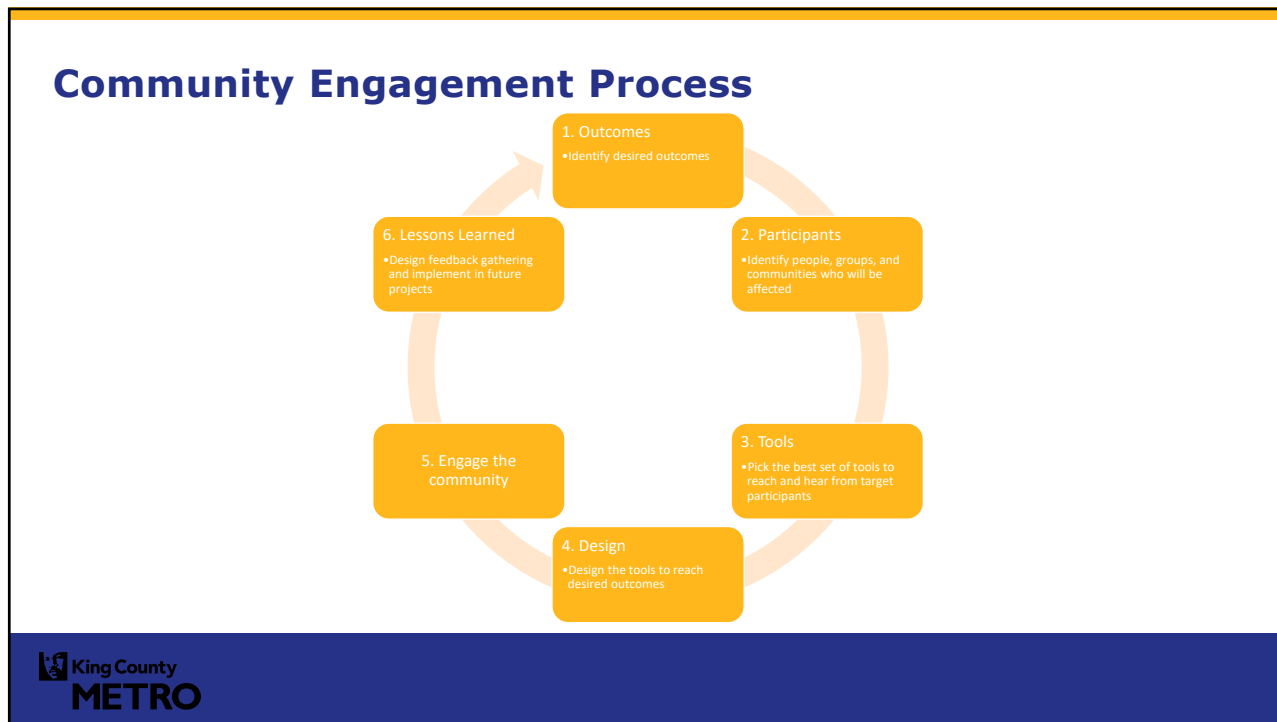 Community Engagement Process
1. Outcomes
•Identify desired outcomes
2. Participants
•Identify people, groups, and
communities who will be
affected
3. Tools
•Pick the best set of tools to
reach and hear from target
participants
4. Design
•Design the tools to reach
desired outcomes
5. Engage the
community
6. Lessons Learned
•Design feedback gathering
and implement in future
projects
King County
METRO